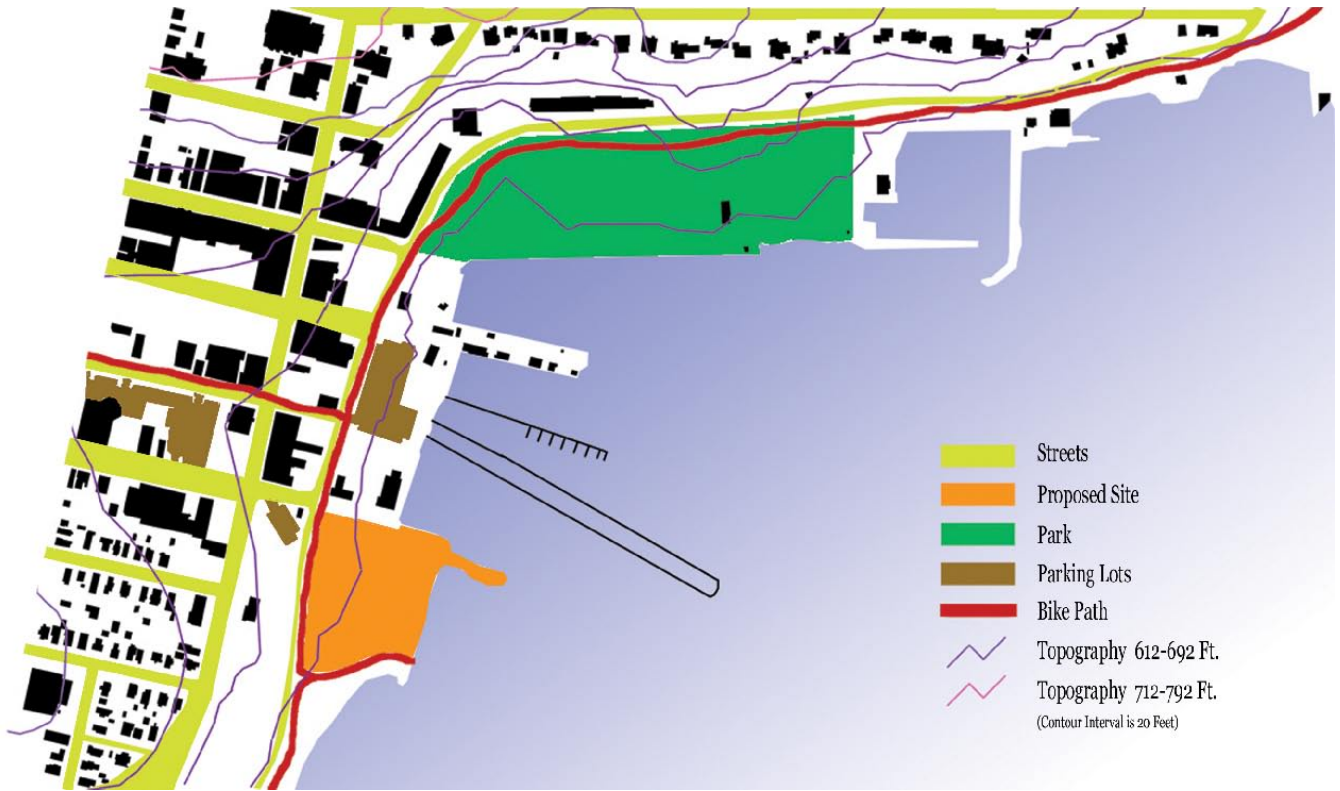 Streets
Proposed Site
Park
Parking Lots
Bike Path
Topography 612-692 Ft.
Topography 712-792 Ft.
(Contour Interval is 20 Feet)